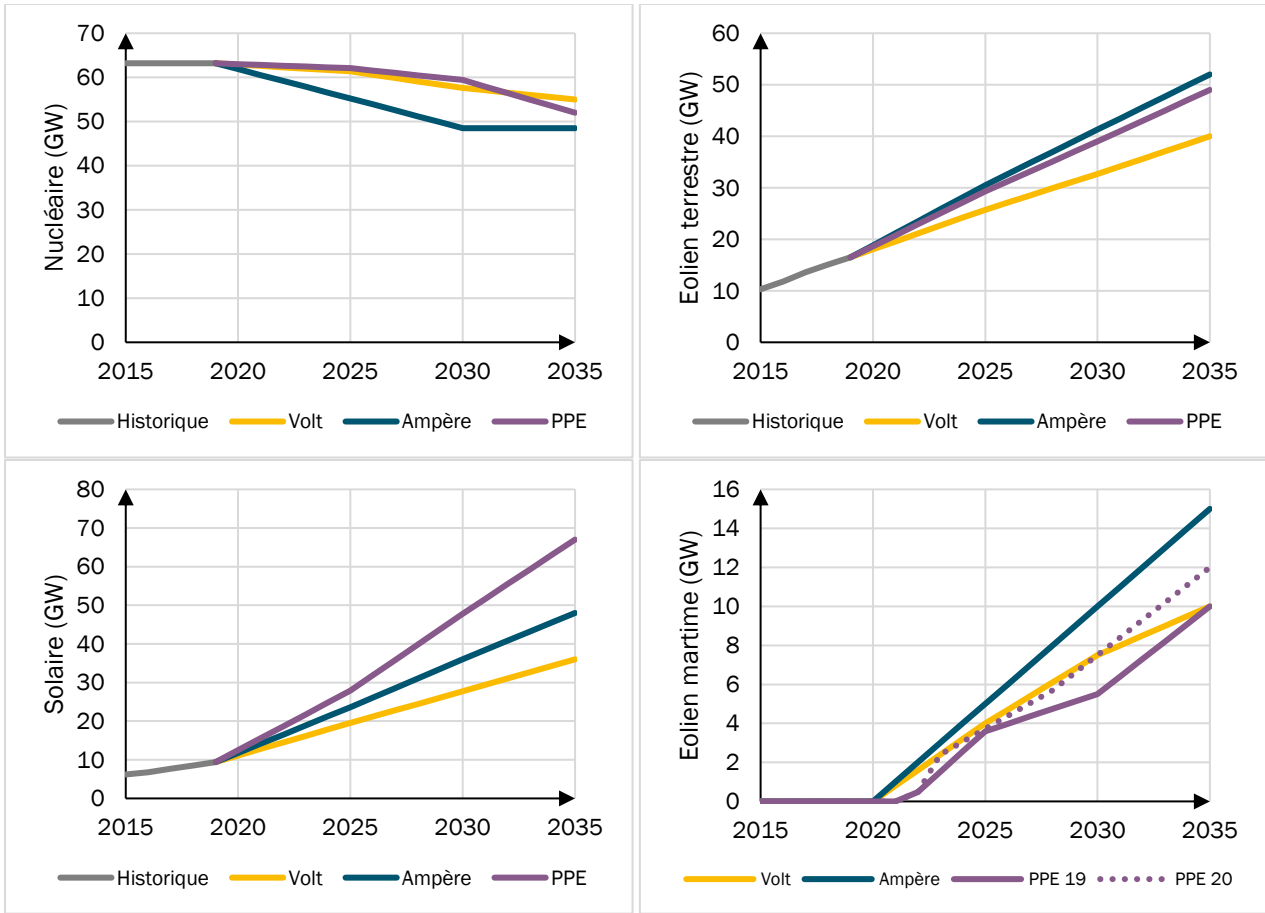 Nucléaire (GW)
70
60
50
40
30
20
10
0
2015 2020 2025 2030 2035
Historique Volt Ampère PPE
Eolien terrestre (GW)
60
50
40
30
20
10
0
2015 2020 2025 2030 2035
Historique Volt Ampère PPE
Solaire (GW)
80
70
60
50
40
30
20
10
0
2015 2020 2025 2030 2035
Historique Volt Ampère PPE
Eolien martime (GW)
16
14
12
10
8
6
4
2
0
2015 2020 2025 2030 2035
Volt Ampère PPE 19 PPE 20